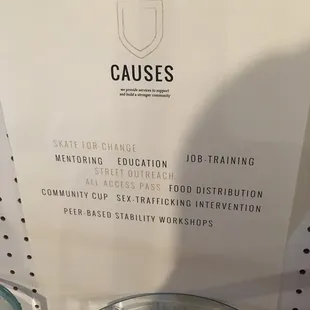 CAUSES
we provide services to support
and build a stronger community
SKATE FOR CHANGE
MENTORING EDUCATION JOB-TRAINING
STREET OUTREACH
ALL ACCESS PASS FOOD DISTRIBUTION
COMMUNITY CUP SEX-TRAFFICKING INTERVENTION
PEER-BASED STABILITY WORKSHOPS